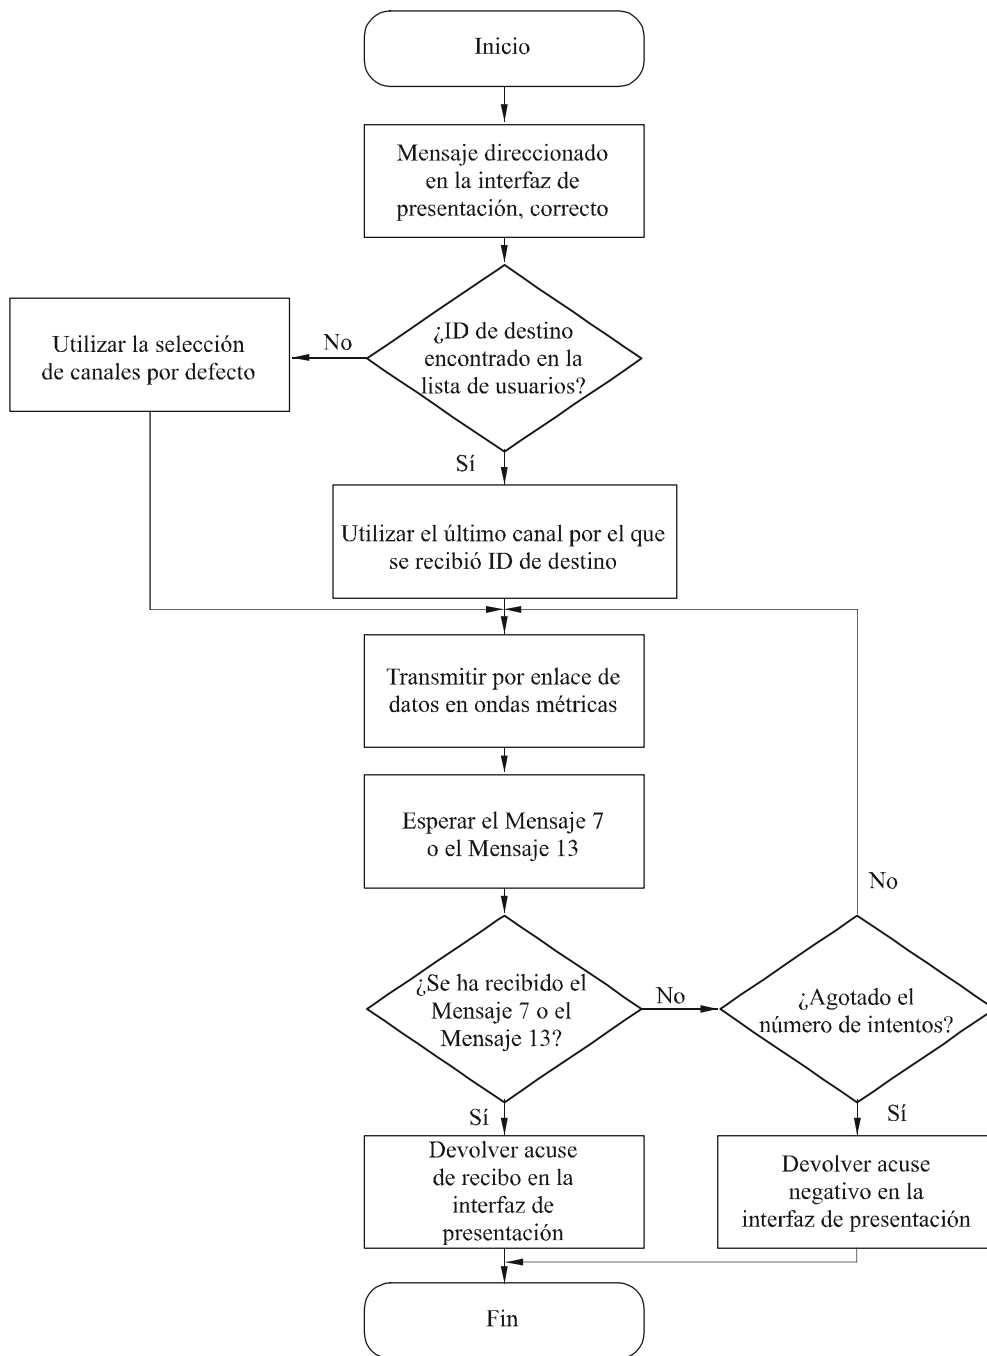 Inicio
Mensaje direccionado
en la interfaz de
presentación, correcto
¿ID de destino
encontrado en la
lista de usuarios?
No
Utilizar la selección
de canales por defecto
Sí
Utilizar el último canal por el que
se recibió ID de destino
Transmitir por enlace de
datos en ondas métricas
Esperar el Mensaje 7
o el Mensaje 13
No
¿Se ha recibido el
Mensaje 7 o el
Mensaje 13?
No
¿Agotado el
número de intentos?
Sí
Sí
Devolver acuse
de recibo en la
interfaz de
presentación
Devolver acuse
negativo en la
interfaz de presentación
Fin